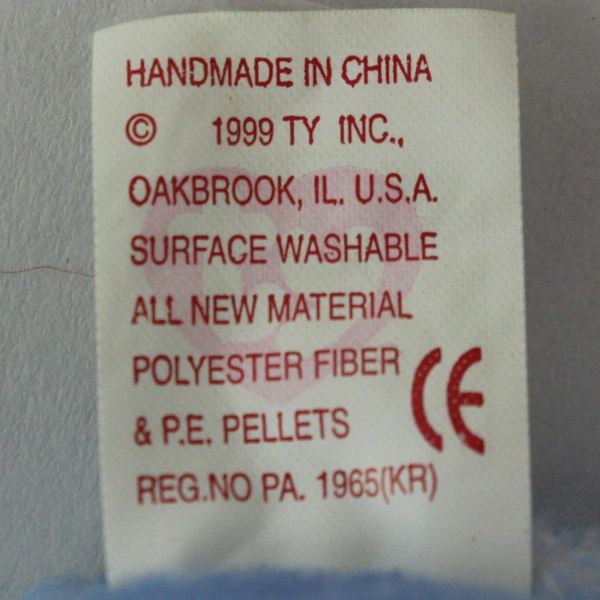 HANDMADE IN CHINA
© 1999 TY INC.,
OAKBROOK, IL. U.S.A.
SURFACE WASHABLE
ALL NEW MATERIAL
POLYESTER FIBER
& P.E. PELLETS
CE
REG.NO PA. 1965(KR)